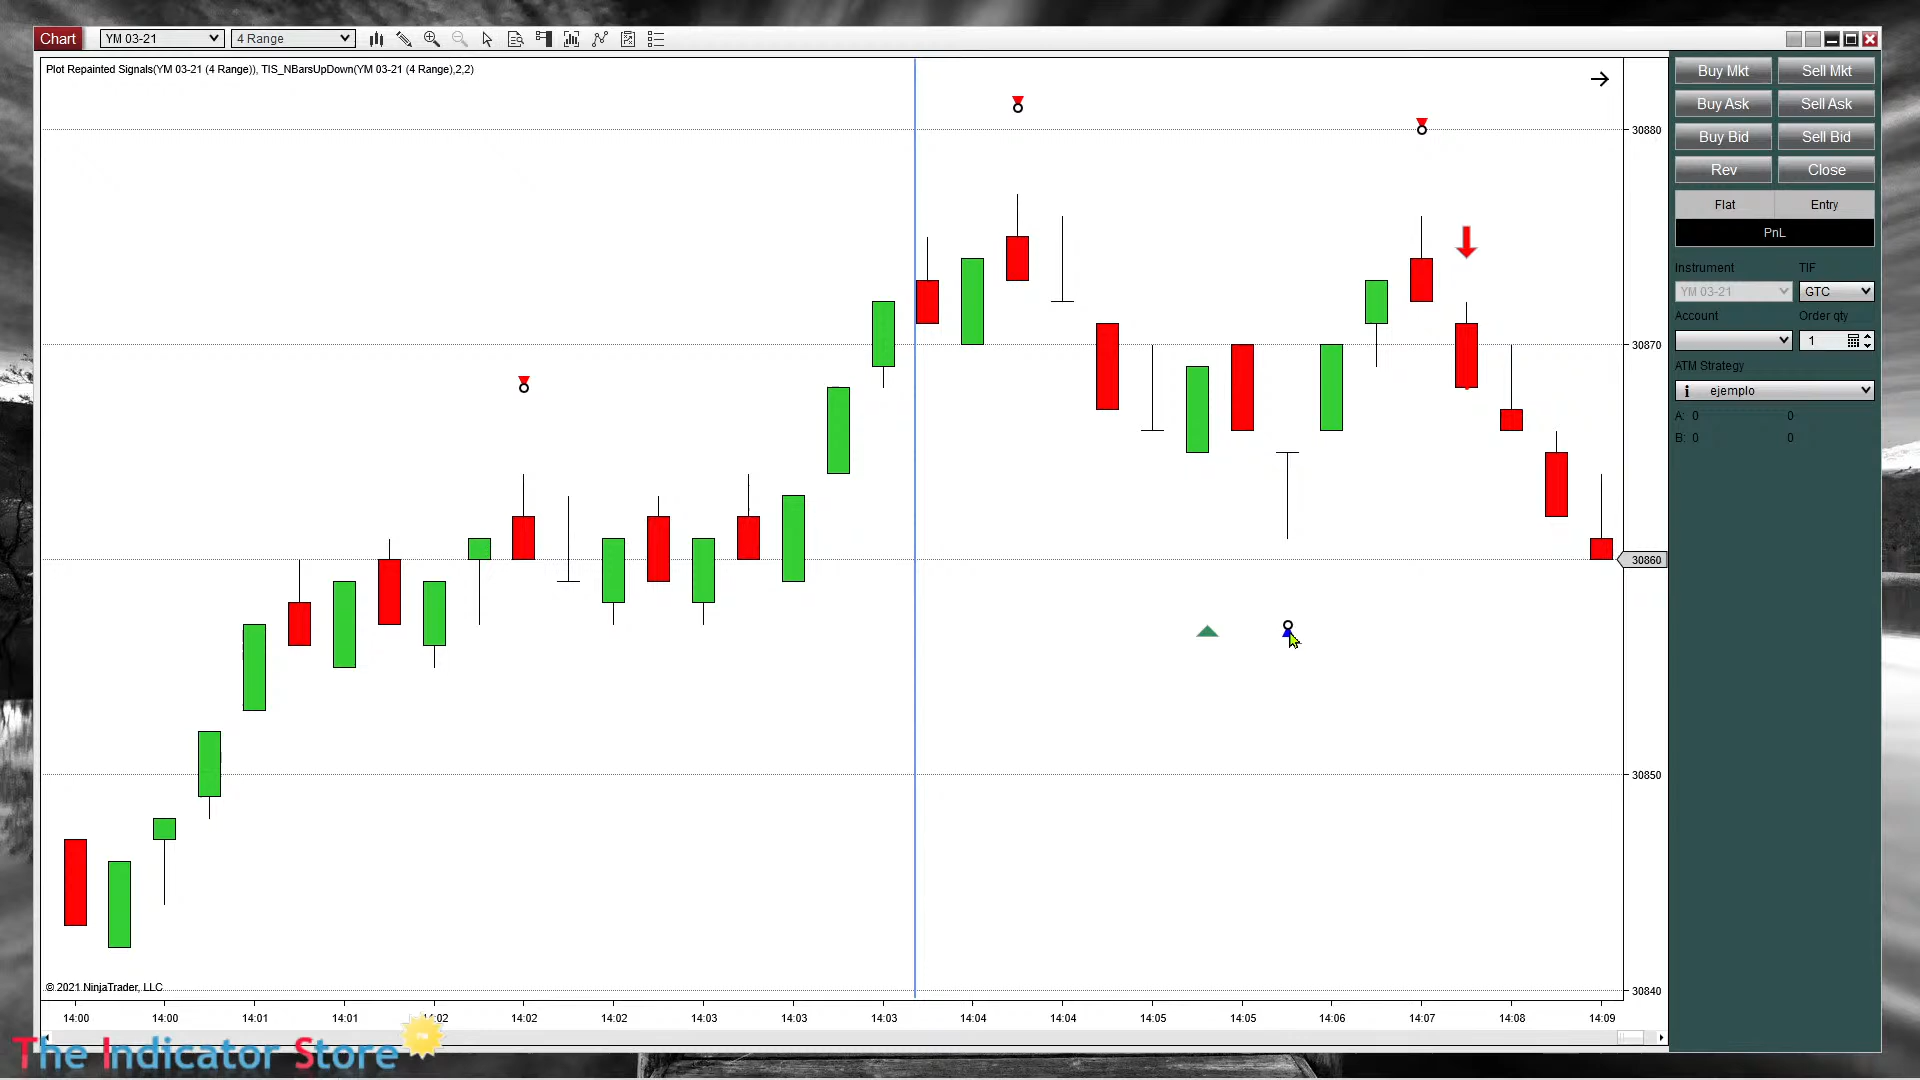 Chart
YM 03-21
4 Range
Plot Repainted Signals(YM 03-21 (4 Range)), TIS_NBarsUpDown(YM 03-21 (4 Range),2,2)
30880
30870
30860
30850
30840
© 2021 NinjaTrader, LLC
14:00 14:00 14:01 14:01 14:02 14:02 14:02 14:03 14:03 14:03 14:04 14:04 14:05 14:05 14:06 14:07 14:08 14:09
Buy Mkt Sell Mkt
Buy Ask Sell Ask
Buy Bid Sell Bid
Rev Close
Flat Entry
PnL
Instrument TIF
YM 03-21 GTC
Account Order qty
1
ATM Strategy
ejemplo
A: 0 0
B: 0 0
The Indicator Store